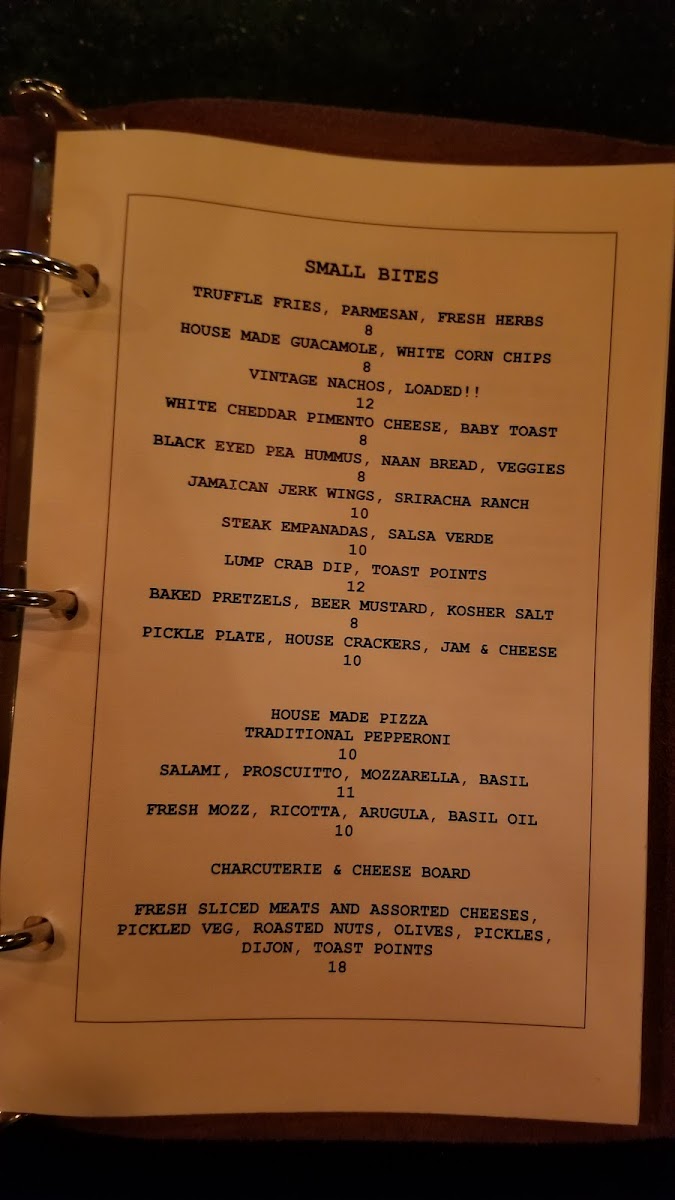 SMALL BITES
TRUFFLE FRIES, PARMESAN, FRESH HERBS
8
HOUSE MADE GUACAMOLE, WHITE CORN CHIPS
8
VINTAGE NACHOS, LOADED!!
12
WHITE CHEDDAR PIMENTO CHEESE, BABY TOAST
8
BLACK EYED PEA HUMMUS, NAAN BREAD, VEGGIES
8
JAMAICAN JERK WINGS, SRIRACHA RANCH
10
STEAK EMPANADAS, SALSA VERDE
10
LUMP CRAB DIP, TOAST POINTS
12
BAKED PRETZELS, BEER MUSTARD, KOSHER SALT
8
PICKLE PLATE, HOUSE CRACKERS, JAM & CHEESE
10
HOUSE MADE PIZZA
TRADITIONAL PEPPERONI
10
SALAMI, PROSCUITTO, MOZZARELLA, BASIL
11
FRESH MOZZ, RICOTTA, ARUGULA, BASIL OIL
10
CHARCUTERIE & CHEESE BOARD
FRESH SLICED MEATS AND ASSORTED CHEESES,
PICKLED VEG, ROASTED NUTS, OLIVES, PICKLES,
DIJON, TOAST POINTS
18